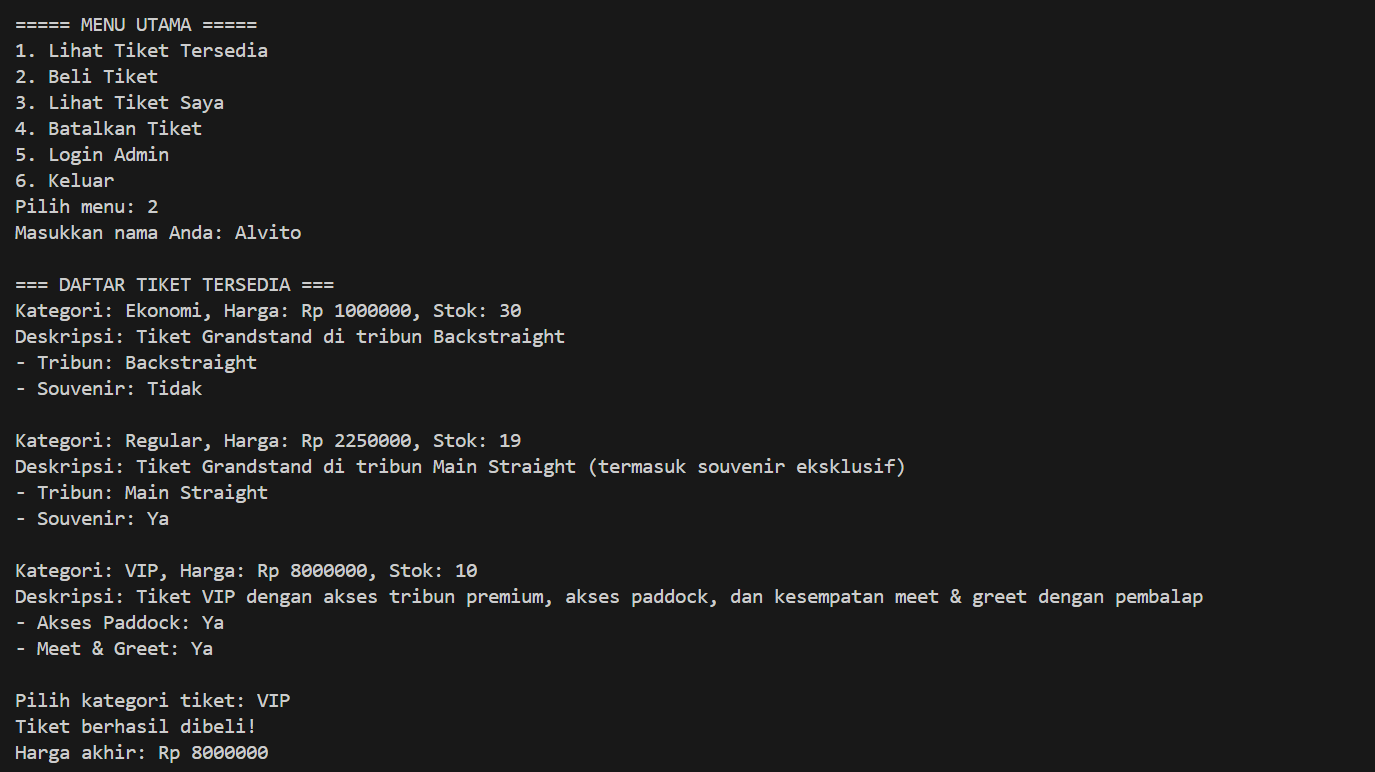 ===== MENU UTAMA =====
1. Lihat Tiket Tersedia
2. Beli Tiket
3. Lihat Tiket Saya
4. Batalkan Tiket
5. Login Admin
6. Keluar
Pilih menu: 2
Masukkan nama Anda: Alvito
=== DAFTAR TIKET TERSEDIA ===
Kategori: Ekonomi, Harga: Rp 1000000, Stok: 30
Deskripsi: Tiket Grandstand di tribun Backstraight
- Tribun: Backstraight
- Souvenir: Tidak
Kategori: Regular, Harga: Rp 2250000, Stok: 19
Deskripsi: Tiket Grandstand di tribun Main Straight (termasuk souvenir eksklusif)
- Tribun: Main Straight
- Souvenir: Ya
Kategori: VIP, Harga: Rp 8000000, Stok: 10
Deskripsi: Tiket VIP dengan akses tribun premium, akses paddock, dan kesempatan meet & greet dengan pembalap
- Akses Paddock: Ya
- Meet & Greet: Ya
Pilih kategori tiket: VIP
Tiket berhasil dibeli!
Harga akhir: Rp 8000000